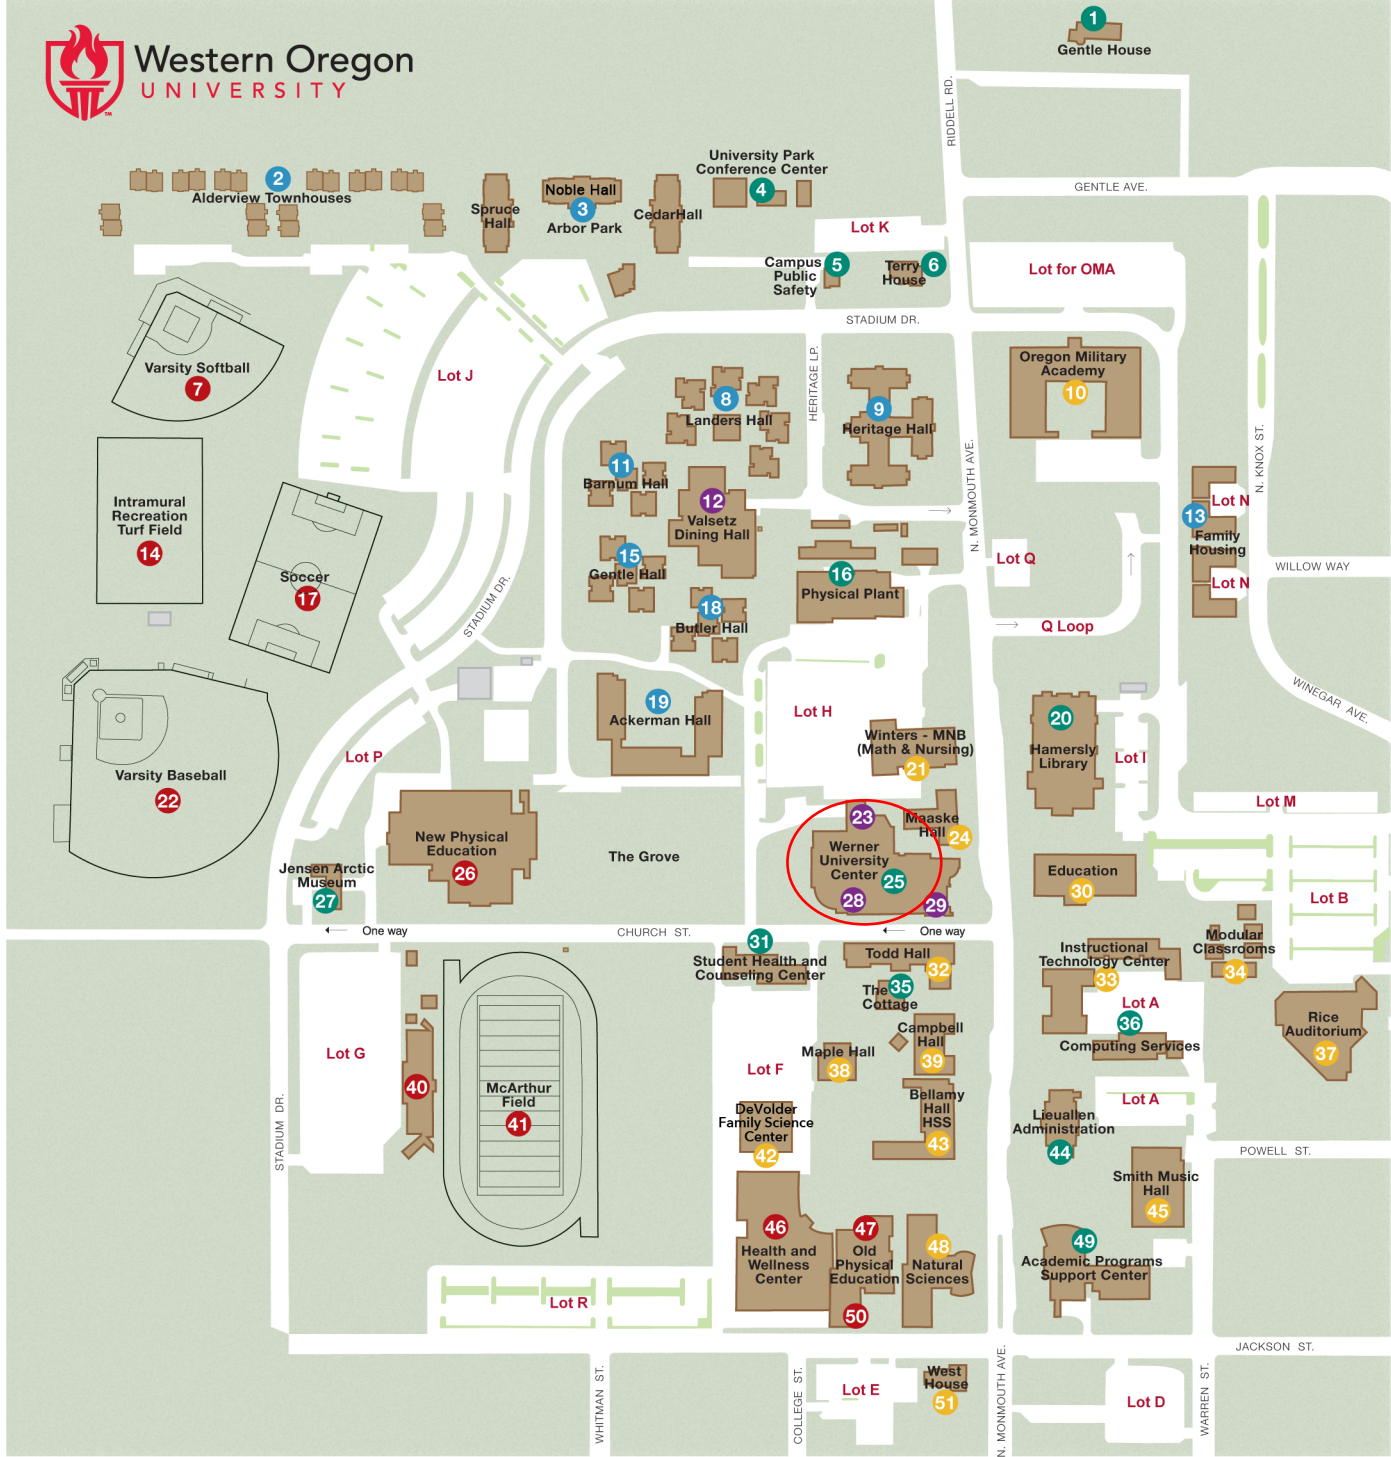 Western Oregon
UNIVERSITY
TM
1
Gentle House
RIDDELL RD.
University Park
Conference Center
4
2
Alderview Townhouses
Spruce
Hall
Noble Hall
3
Arbor Park
CedarHall
GENTLE AVE.
Lot K
Campus
Public
Safety
5
Terry
House
6
Lot for OMA
STADIUM DR.
Varsity Softball
7
Lot J
HERITAGE LP.
8
Landers Hall
9
Heritage Hall
Oregon Military
Academy
10
N. MONMOUTH AVE.
N. KNOX ST.
11
Barnum Hall
12
Valsetz
Dining Hall
Lot N
13
Family
Housing
Lot N
Intramural
Recreation
Turf Field
14
Soccer
17
15
Gentle Hall
16
Physical Plant
Lot Q
WILLOW WAY
STADIUM DR.
18
Butler Hall
Q Loop
WINEGAR AVE.
19
Ackerman Hall
Lot H
20
Hamersly
Library
Lot I
Winters - MNB
(Math & Nursing)
21
Lot P
Varsity Baseball
22
Lot M
New Physical
Education
26
The Grove
23
Maaske
Hall
24
Werner
University
Center
25
28
29
Jensen Arctic
Museum
27
Education
30
Lot B
One way
CHURCH ST.
One way
31
Student Health and
Counseling Center
Todd Hall
32
The
Cottage
35
Instructional
Technology Center
33
Modular
Classrooms
34
Lot A
36
Computing Services
Rice
Auditorium
37
Campbell
Hall
39
Maple Hall
38
Lot G
40
McArthur
Field
41
Lot F
Bellamy
Hall
HSS
43
DeVolder
Family Science
Center
42
Lot A
Lieuallen
Administration
44
STADIUM DR.
POWELL ST.
Smith Music
Hall
45
46
Health and
Wellness
Center
47
Old
Physical
Education
50
48
Natural
Sciences
49
Academic Programs
Support Center
Lot R
JACKSON ST.
WHITMAN ST.
COLLEGE ST.
Lot E
West
House
51
N. MONMOUTH AVE.
Lot D
WARREN ST.